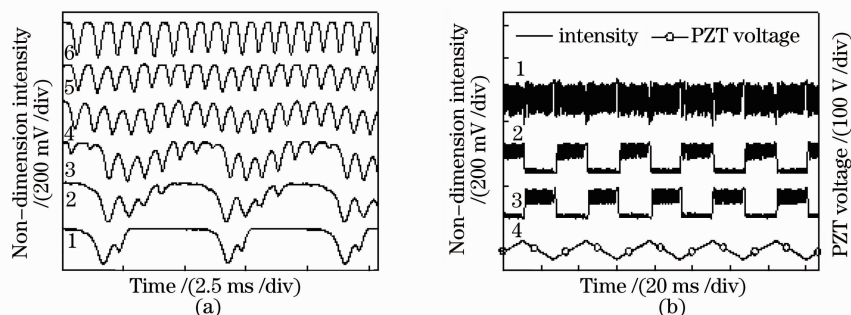 Non-dimension intensity
/(200 mV/div)
6
5
4
3
2
1
Time /(2.5 ms /div)
(a)
Non-dimension intensity
/(200 mV/div)
intensity
PZT voltage
1
2
3
4
PZT voltage /(100 V /div)
Time /(20 ms /div)
(b)